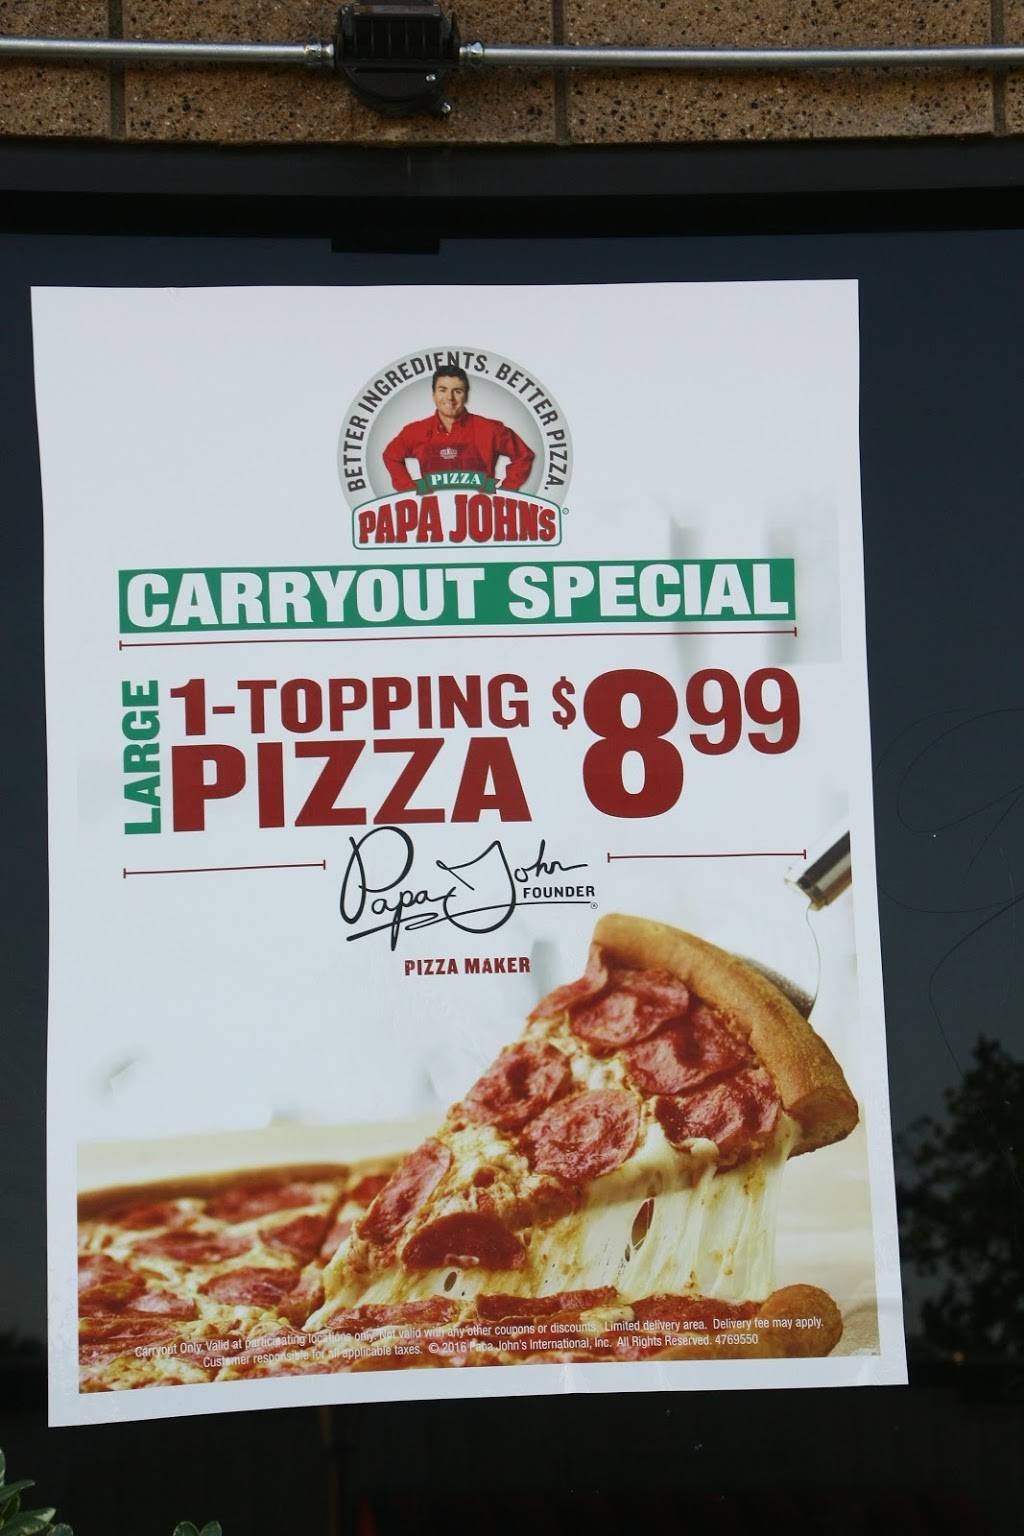 BETTER INGREDIENTS. BETTER PIZZA.
PIZZA
PAPA JOHN'S®
CARRYOUT SPECIAL
LARGE
1-TOPPING
PIZZA
$8 99
Papa John
FOUNDER
®
PIZZA MAKER
Carryout Only. Valid at participating locations only. Not valid with any other coupons or discounts. Limited delivery area. Delivery fee may apply.
Customer responsible for all applicable taxes. © 2016 Papa John's International, Inc. All Rights Reserved. 4769550